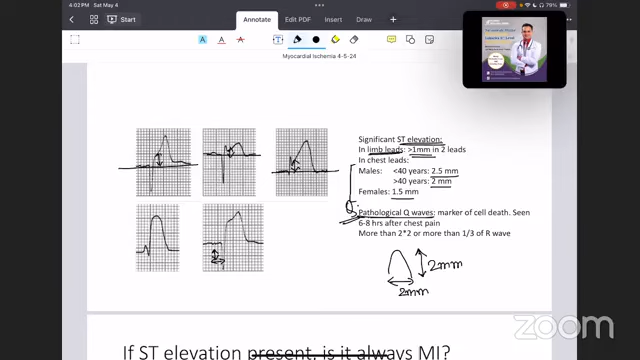 4:02 PM Sat May 4
79%
Start
Annotate
Edit PDF
Insert
Draw
Myocardial Ischemia 4-5-24
Significant ST elevation:
In limb leads: >1mm in 2 leads
In chest leads:
Males: <40 years: 2.5 mm
>40 years: 2 mm
Females: 1.5 mm
Pathological Q waves: marker of cell death. Seen
6-8 hrs after chest pain
More than 2*2 or more than 1/3 of R wave
2mm
2mm
zoom
If ST elevation present, is it always MI?